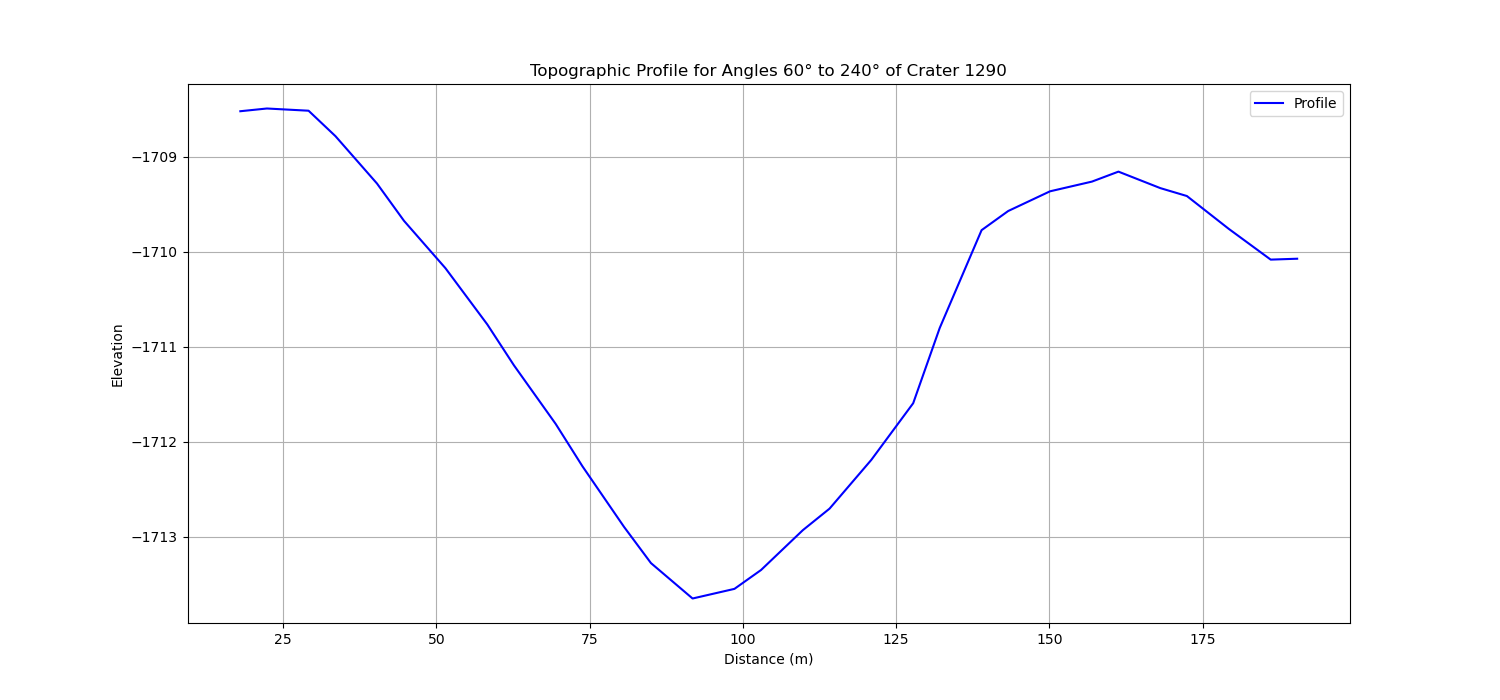 Topographic Profile for Angles 60° to 240° of Crater 1290
Profile
−1709
−1710
−1711
−1712
−1713
Elevation
25 50 75 100 125 150 175
Distance (m)